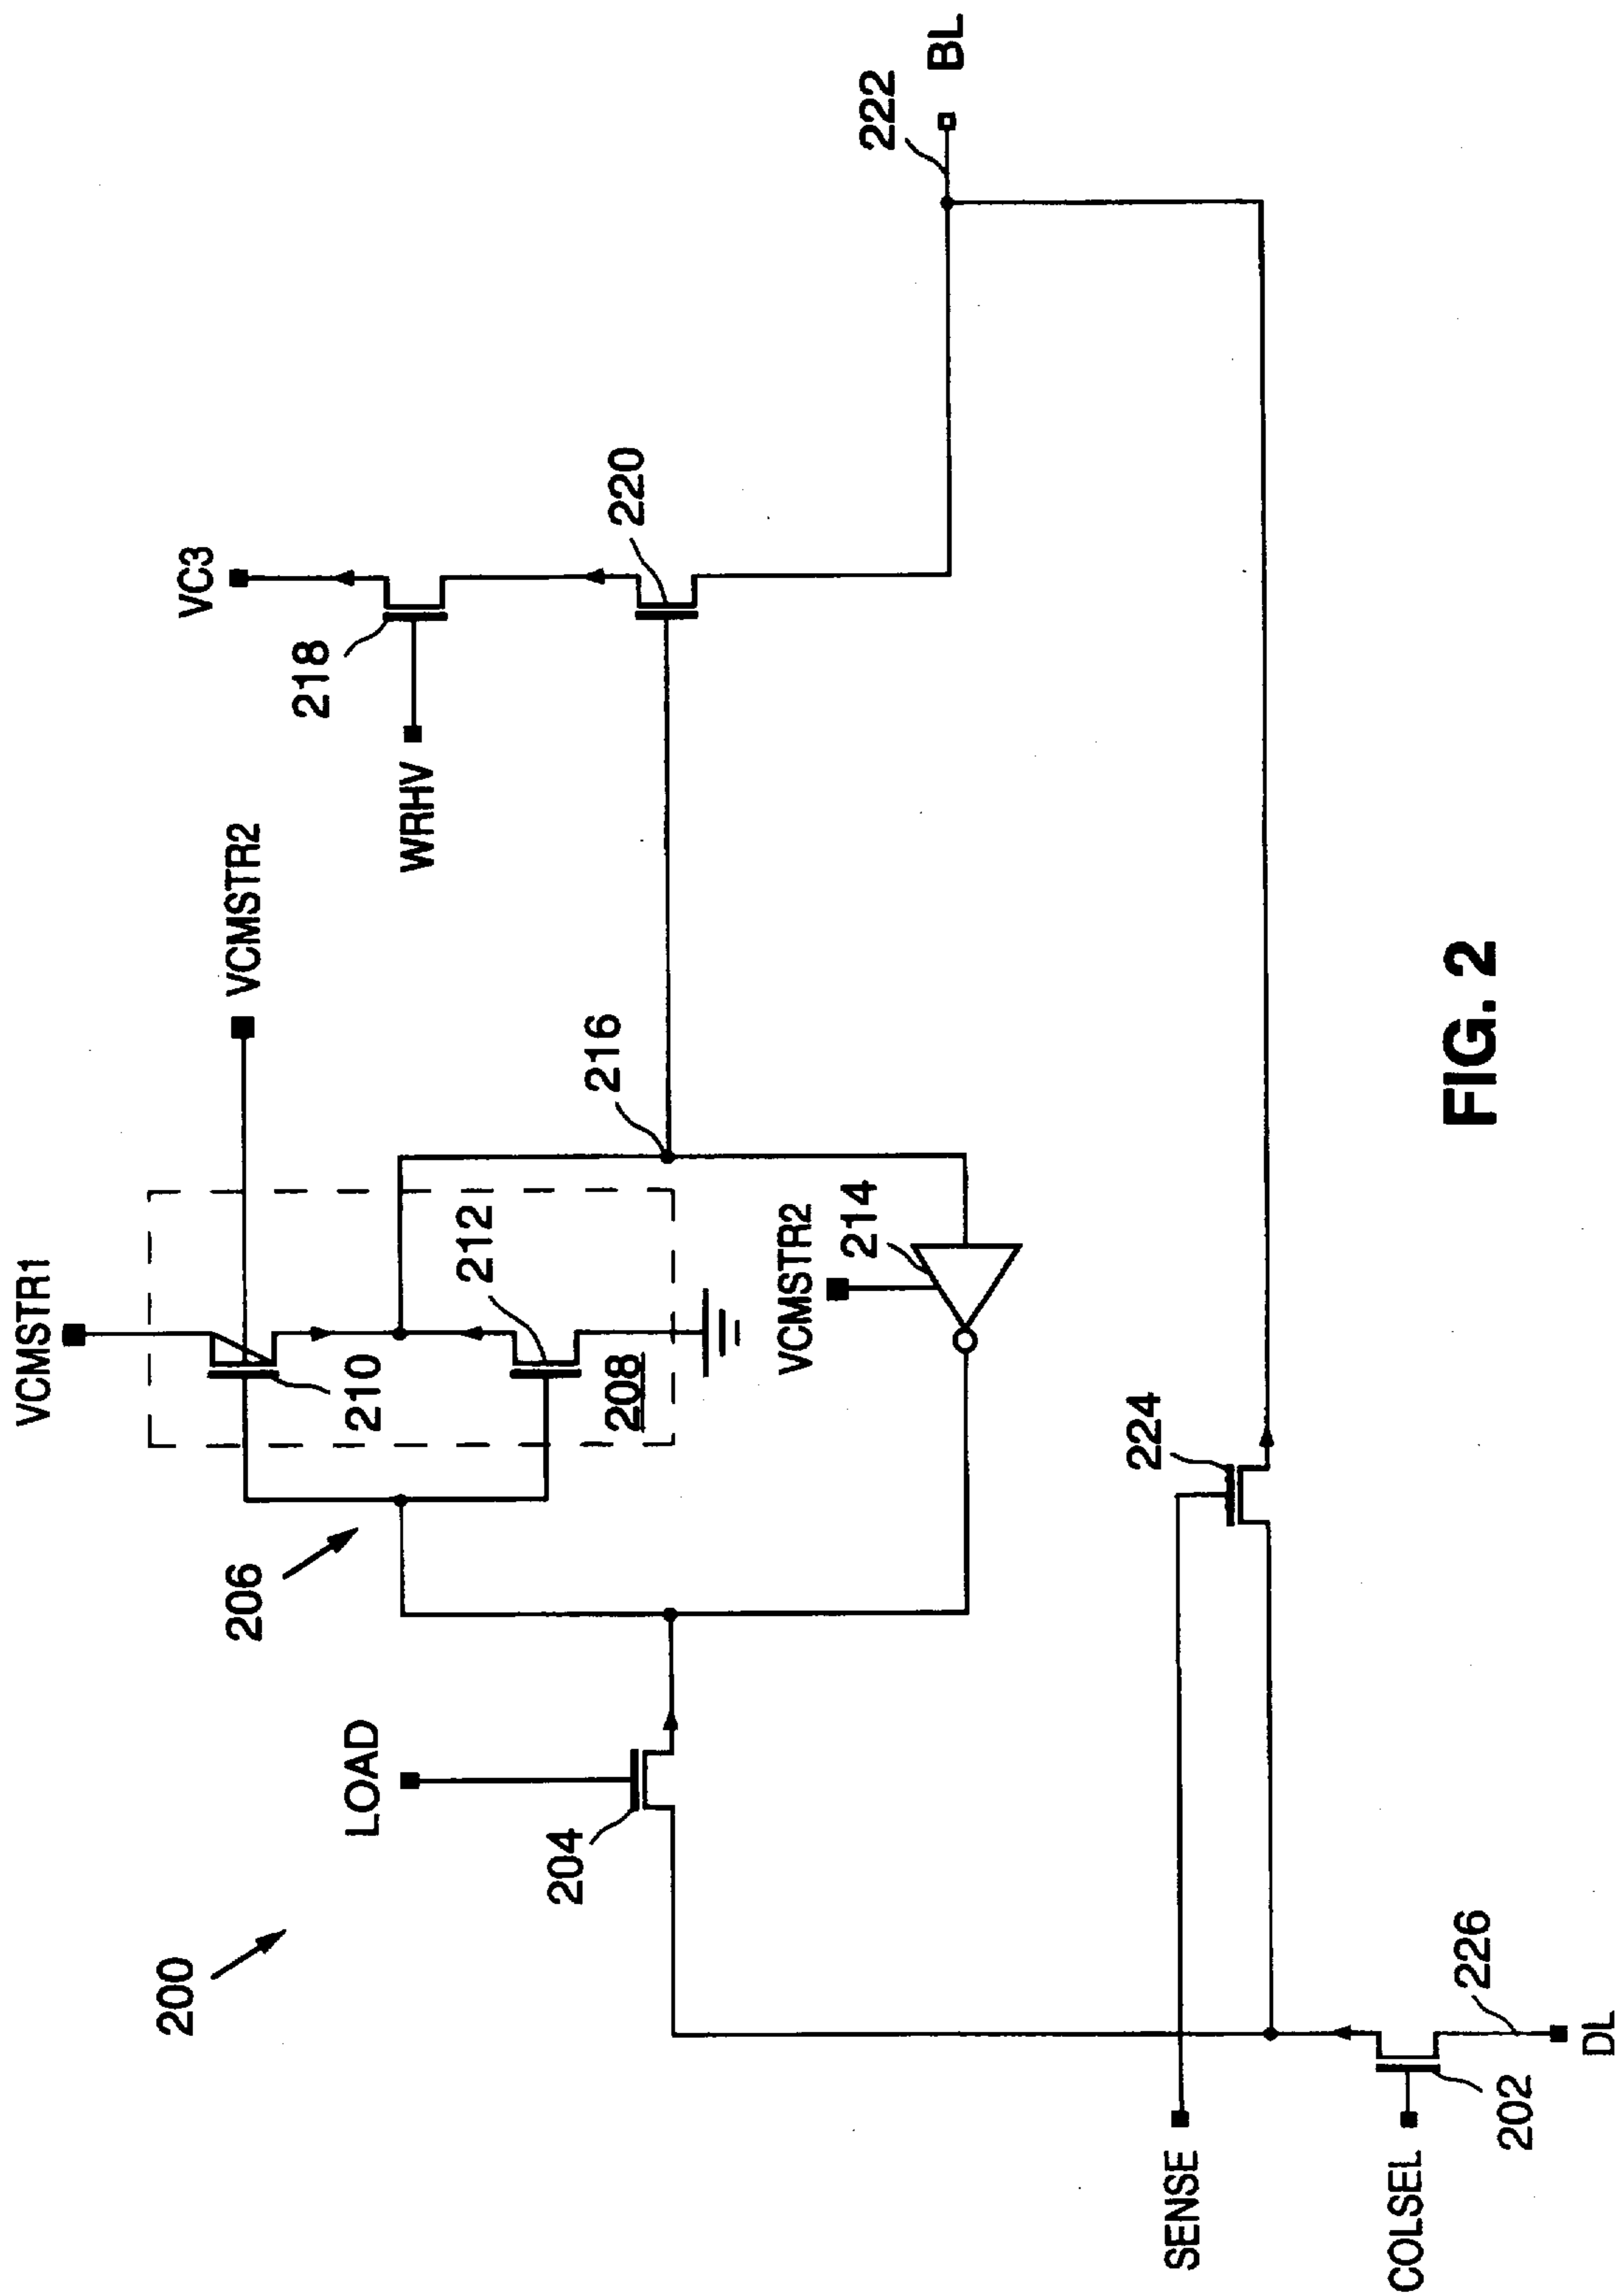 200
LOAD
204
206
VCMSTR1
VCMSTR2
210
212
208
216
VCMSTR2
214
VC3
218
WRHV
220
222
BL
224
SENSE
COLSEL
202
226
DL
FIG. 2